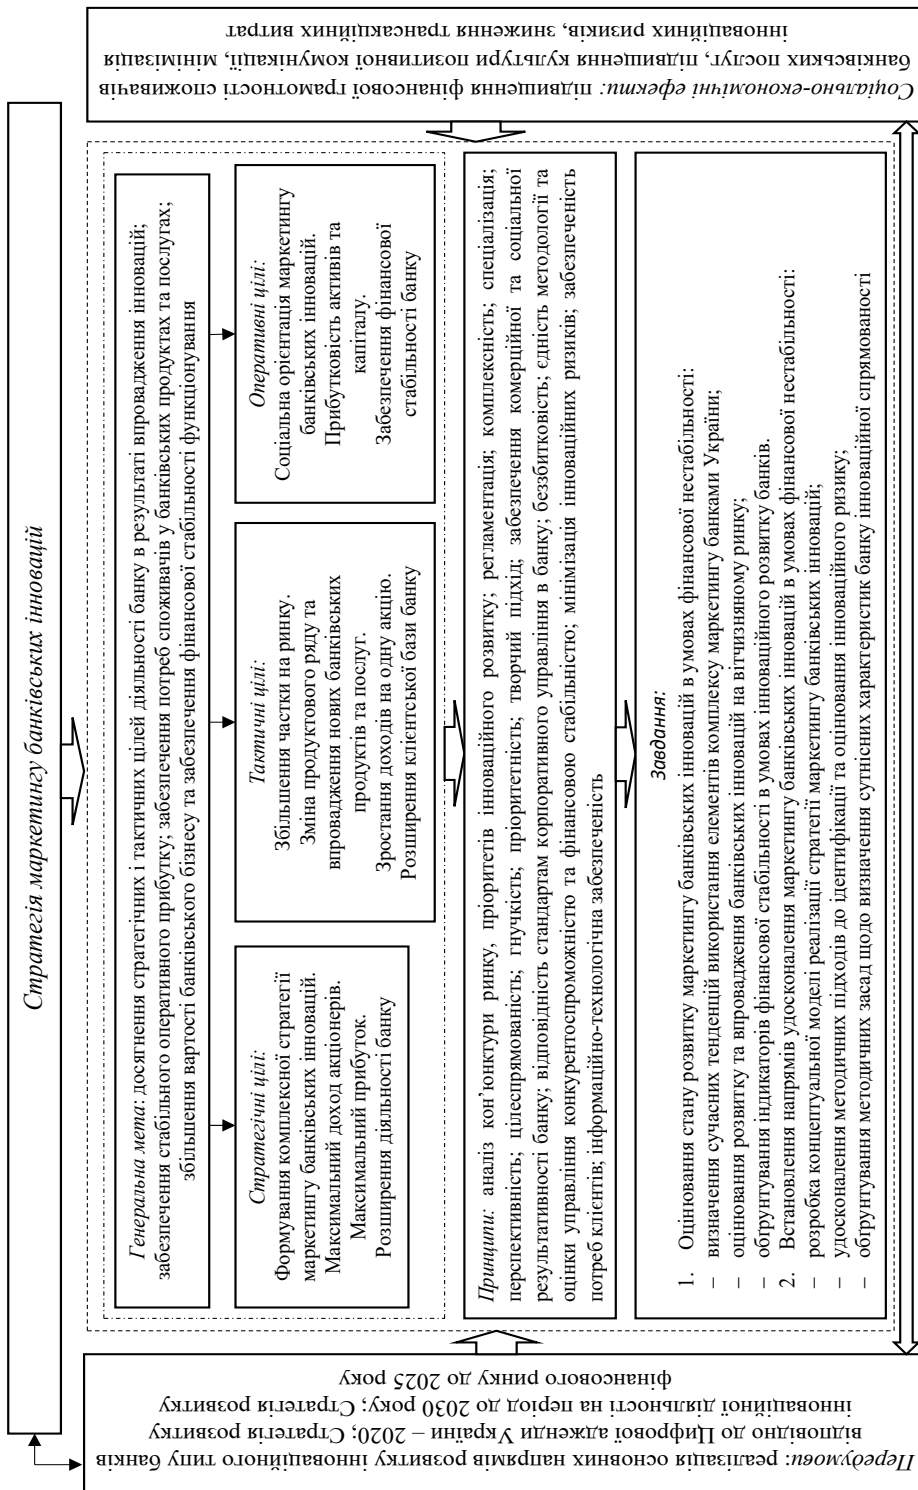 Стратегія маркетингу банківських інновацій
Передумови: реалізація основних напрямів розвитку інноваційного типу банків
відповідно до Цифрової адженди України – 2020; Стратегія розвитку
інноваційної діяльності на період до 2030 року; Стратегія розвитку
фінансового ринку до 2025 року
Генеральна мета: досягнення стратегічних і тактичних цілей діяльності банку в результаті впровадження інновацій;
забезпечення стабільного оперативного прибутку; забезпечення потреб споживачів у банківських продуктах та послугах;
збільшення вартості банківського бізнесу та забезпечення фінансової стабільності функціонування
Стратегічні цілі:
Формування комплексної стратегії
маркетингу банківських інновацій.
Максимальний доход акціонерів.
Максимальний прибуток.
Розширення діяльності банку
Тактичні цілі:
Збільшення частки на ринку.
Зміна продуктового ряду та
впровадження нових банківських
продуктів та послуг.
Зростання доходів на одну акцію.
Розширення клієнтської бази банку
Оперативні цілі:
Соціальна орієнтація маркетингу
банківських інновацій.
Прибутковість активів та
капіталу.
Забезпечення фінансової
стабільності банку
Принципи: аналіз кон’юнктури ринку, пріоритетів інноваційного розвитку; регламентація; комплексність; спеціалізація;
перспективність; цілеспрямованість; гнучкість; пріоритетність; творчий підхід; забезпечення комерційної та соціальної
результативності банку; відповідність стандартам корпоративного управління в банку; беззбитковість; єдність методології та
оцінки управління конкурентоспроможністю та фінансовою стабільністю; мінімізація інноваційних ризиків; забезпеченість
потреб клієнтів; інформаційно-технологічна забезпеченість
Завдання:
1. Оцінювання стану розвитку маркетингу банківських інновацій в умовах фінансової нестабільності:
– визначення сучасних тенденцій використання елементів комплексу маркетингу банками України;
– оцінювання розвитку та впровадження банківських інновацій на вітчизняному ринку;
– обґрунтування індикаторів фінансової стабільності в умовах інноваційного розвитку банків.
2. Встановлення напрямів удосконалення маркетингу банківських інновацій в умовах фінансової нестабільності:
– розробка концептуальної моделі реалізації стратегії маркетингу банківських інновацій;
– удосконалення методичних підходів до ідентифікації та оцінювання інноваційного ризику;
– обґрунтування методичних засад щодо визначення сутнісних характеристик банку інноваційної спрямованості
Соціально-економічні ефекти: підвищення фінансової грамотності споживачів
банківських послуг, підвищення культури позитивної комунікації, мінімізація
інноваційних ризиків, зниження трансакційних витрат